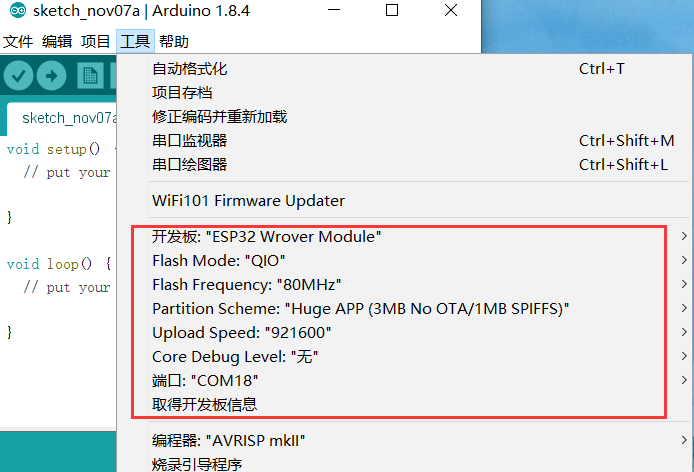 sketch_nov07a | Arduino 1.8.4
文件 编辑 项目 工具 帮助
sketch_nov07a
void setup() {
// put your
}
void loop() {
// put your
}
自动格式化 Ctrl+T
项目存档
修正编码并重新加载
串口监视器 Ctrl+Shift+M
串口绘图器 Ctrl+Shift+L
WiFi101 Firmware Updater
开发板: "ESP32 Wrover Module"
Flash Mode: "QIO"
Flash Frequency: "80MHz"
Partition Scheme: "Huge APP (3MB No OTA/1MB SPIFFS)"
Upload Speed: "921600"
Core Debug Level: "无"
端口: "COM18"
取得开发板信息
编程器: "AVRISP mkII"
烧录引导程序